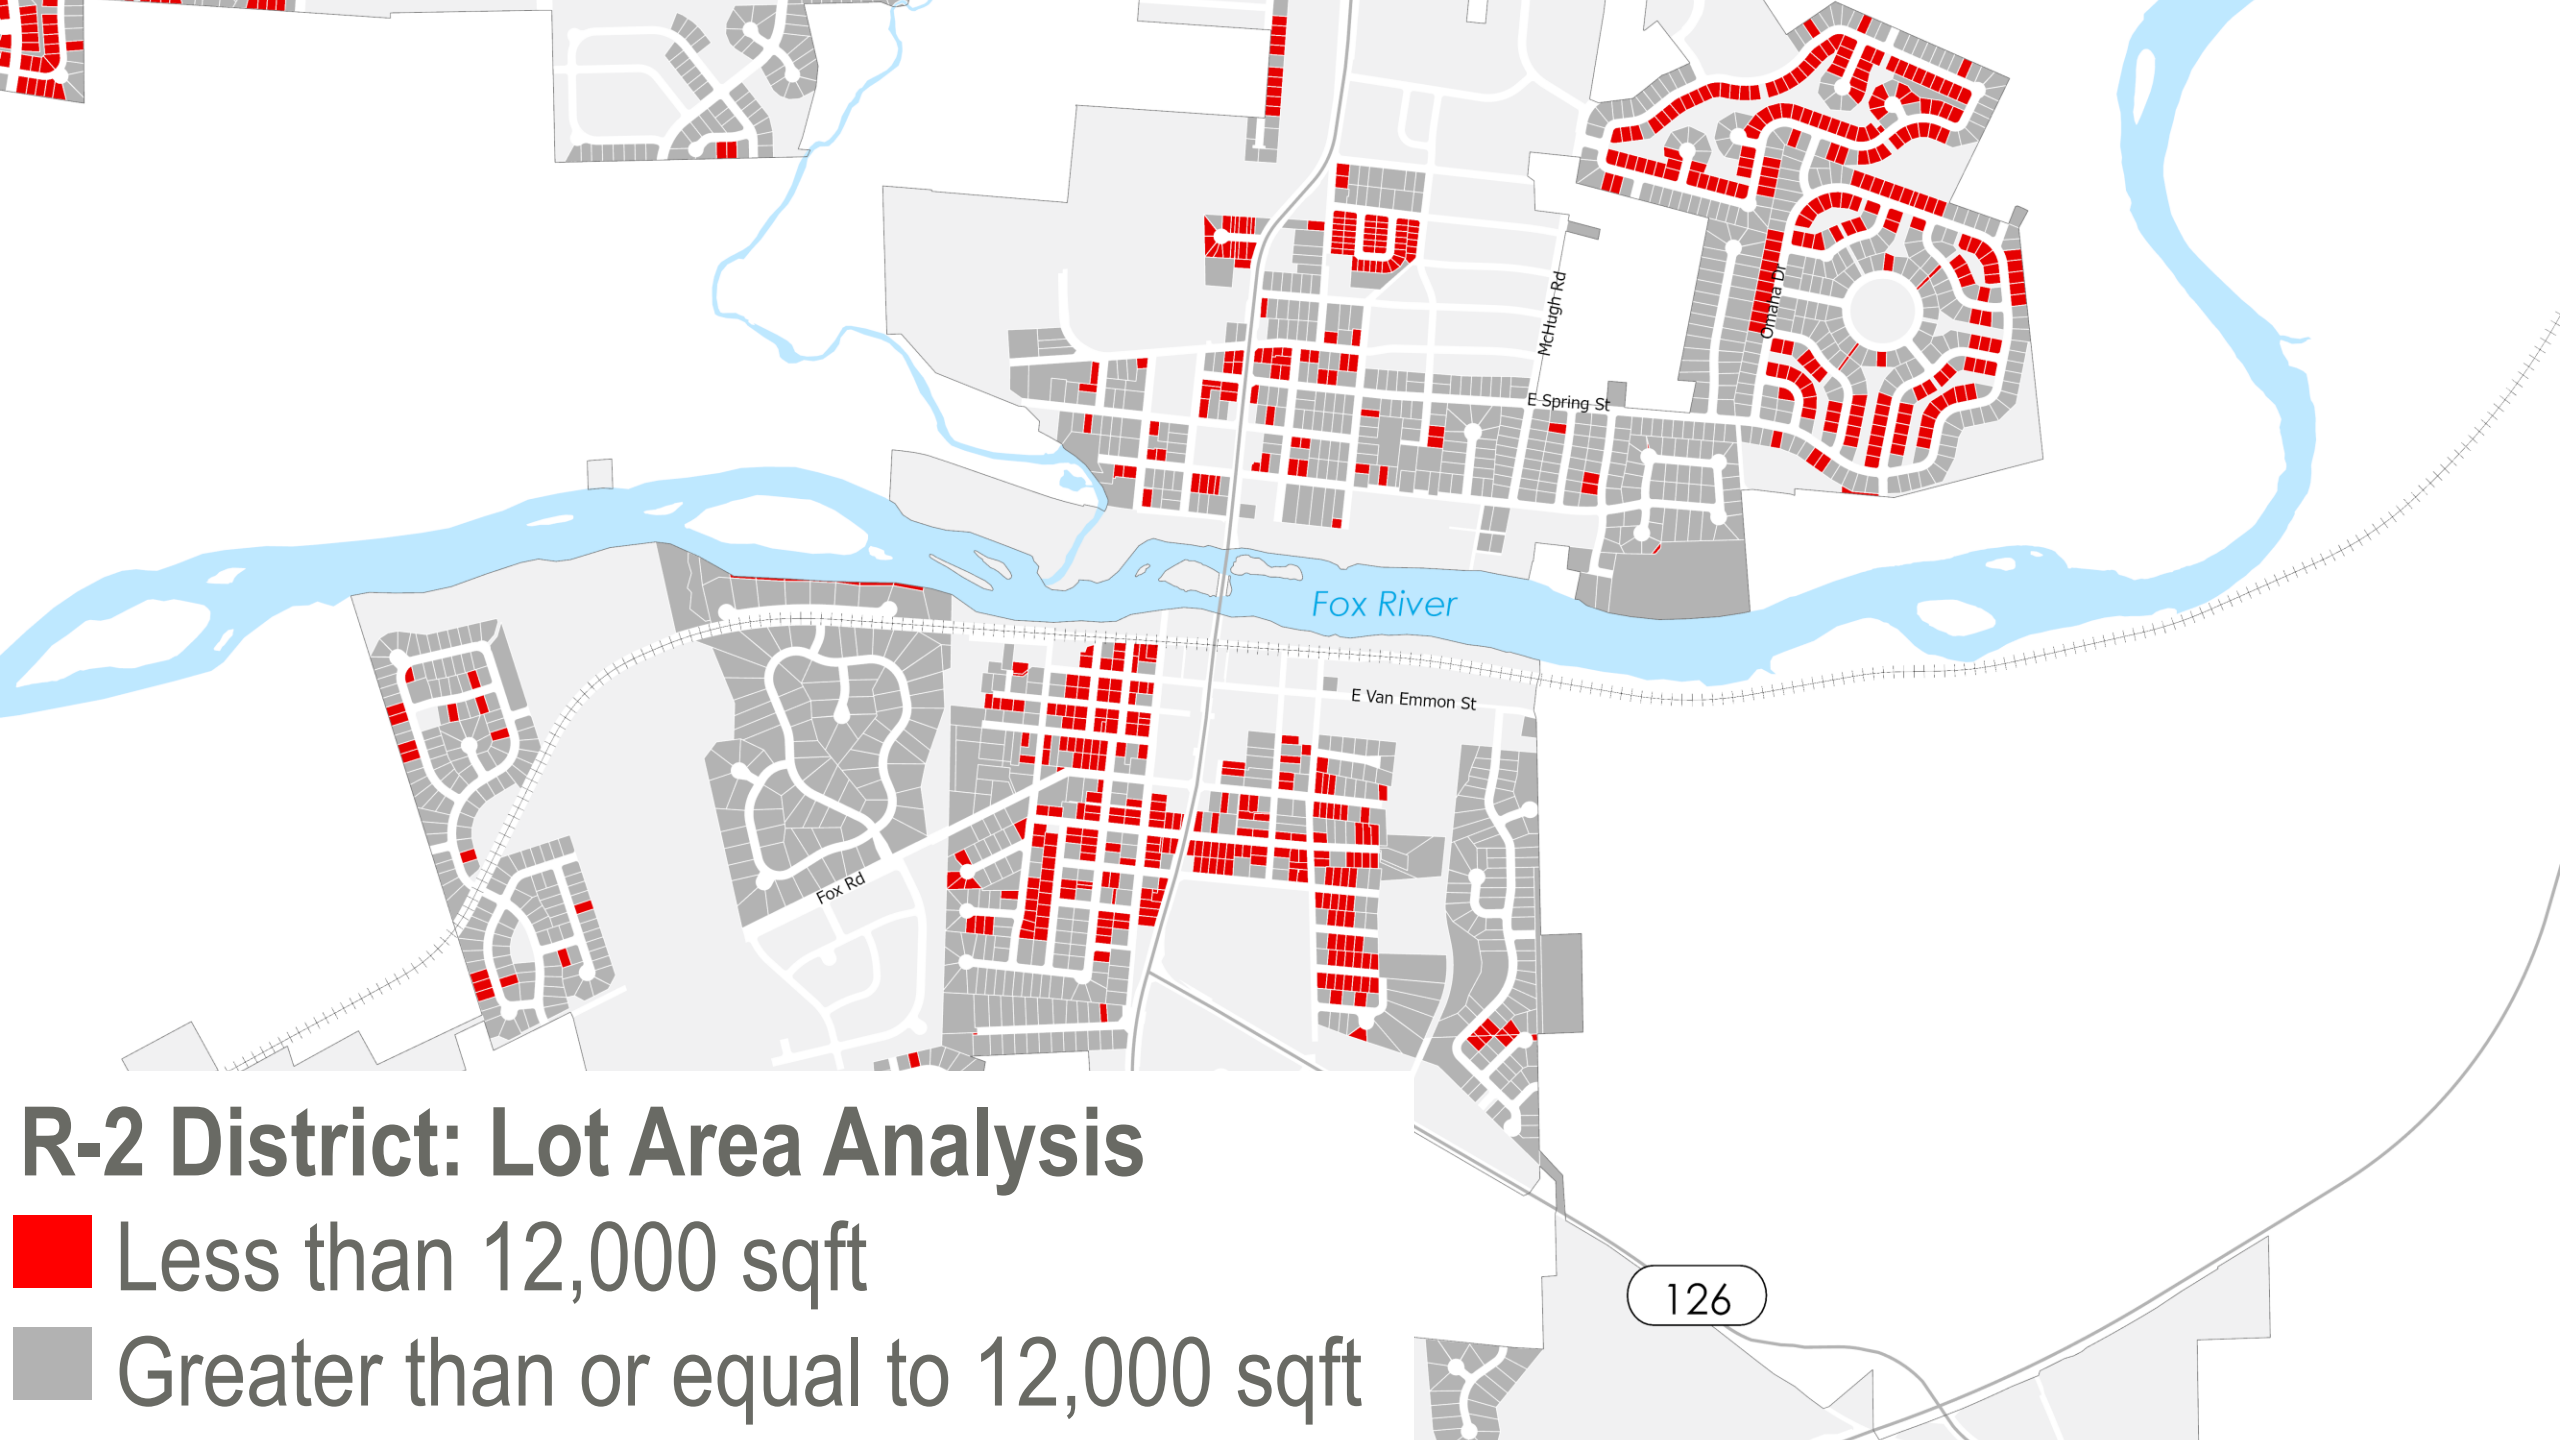 McHugh Rd
Omaha Dr
E Spring St
Fox River
E Van Emmon St
Fox Rd
R-2 District: Lot Area Analysis
Less than 12,000 sqft
126
Greater than or equal to 12,000 sqft